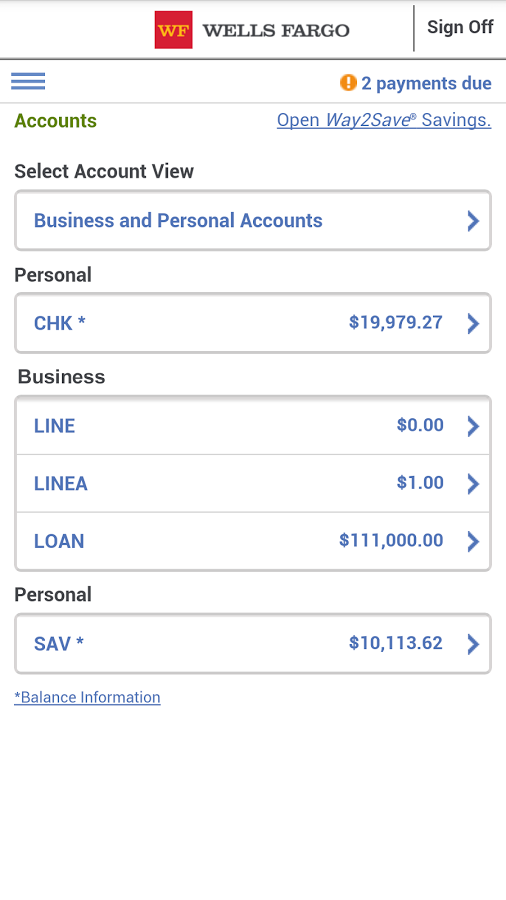 WF WELLS FARGO Sign Off
! 2 payments due
Accounts Open Way2Save® Savings.
Select Account View
Business and Personal Accounts
Personal
CHK * $19,979.27
Business
LINE $0.00
LINEA $1.00
LOAN $111,000.00
Personal
SAV * $10,113.62
*Balance Information